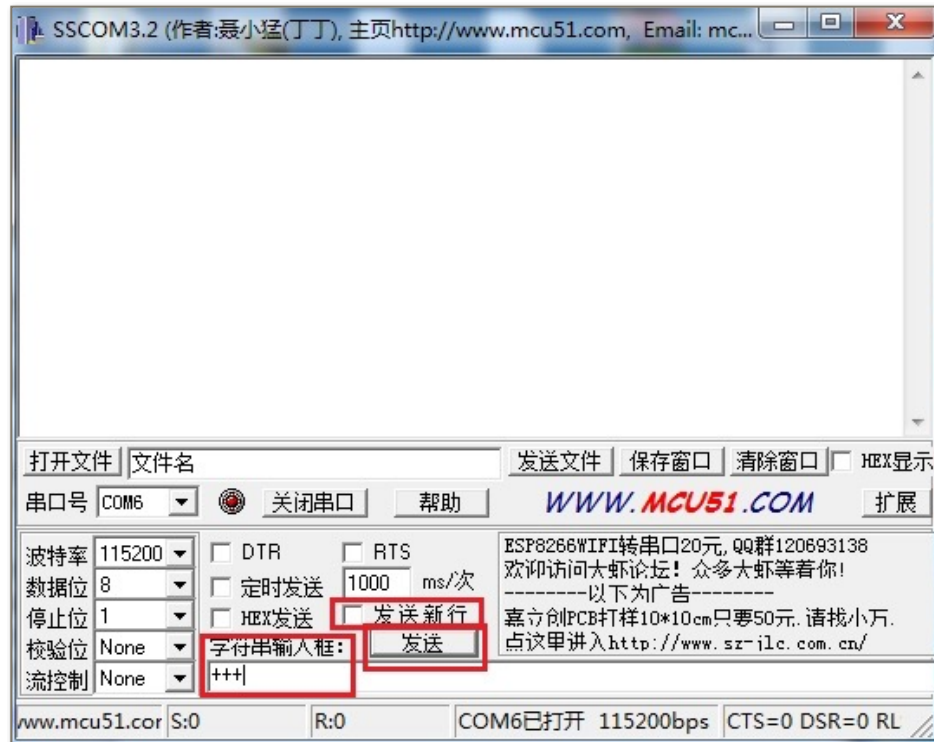 SSCOM3.2 (作者:聂小猛(丁丁), 主页http://www.mcu51.com, Email: mc...
打开文件 文件名 发送文件 保存窗口 清除窗口 HEX显示
串口号 COM6 关闭串口 帮助 WWW.MCU51.COM 扩展
波特率 115200 DTR RTS
数据位 8 定时发送 1000 ms/次
停止位 1 HEX发送 发送新行
校验位 None 字符串输入框: 发送
流控制 None +++
ESP8266WIFI转串口20元,QQ群120693138
欢迎访问大虾论坛! 众多大虾等着你!
--------以下为广告--------
嘉立创PCB打样10*10cm只要50元.请找小万.
点这里进入http://www.sz-jlc.com.cn/
www.mcu51.cor S:0 R:0 COM6已打开 115200bps CTS=0 DSR=0 RL